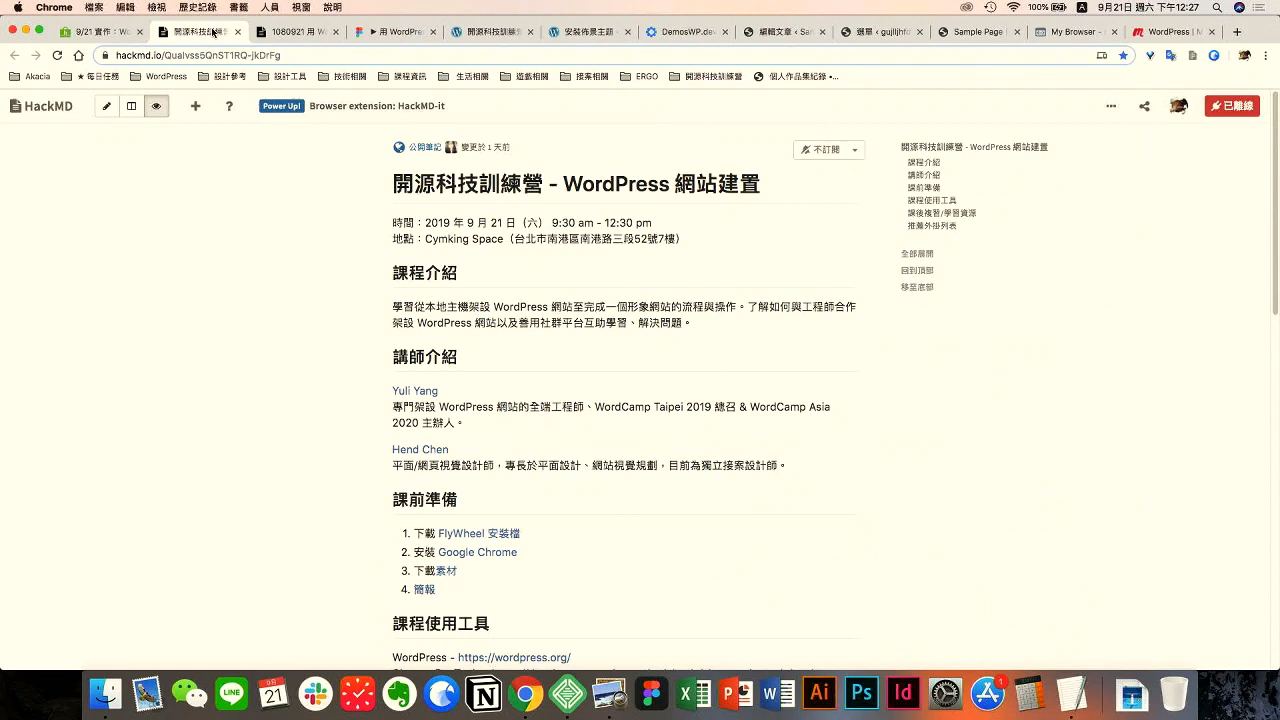 Chrome 檔案 編輯 檢視 歷史記錄 書籤 人員 視窗 說明 100% 9月21日 週六 下午12:27
9/21 實作：W 開源科技訓練營 1080921 用 Wo ▶ 用 WordPre 開源科技訓練 安裝佈景主題 DemosWP.dev 編輯文章 選單 ‹ gujljhfo Sample Page My Browser - WordPress | M
hackmd.io/QuaIvss5QnST1RQ-jkDrFg
Akacia ★ 每日任務 WordPress 設計參考 設計工具 技術相關 課程資訊 生活相關 遊戲相關 接案相關 ERGO 開源科技訓練營 個人作品集紀錄 -...
HackMD + ? Power Up! Browser extension: HackMD-it 已離線
公開筆記 變更於 1 天前 不訂閱
開源科技訓練營 - WordPress 網站建置
時間：2019 年 9 月 21 日（六） 9:30 am - 12:30 pm
地點：Cymking Space（台北市南港區南港路三段52號7樓）
課程介紹
學習從本地主機架設 WordPress 網站至完成一個形象網站的流程與操作。了解如何與工程師合作
架設 WordPress 網站以及善用社群平台互助學習、解決問題。
講師介紹
Yuli Yang
專門架設 WordPress 網站的全端工程師、WordCamp Taipei 2019 總召 & WordCamp Asia
2020 主辦人。
Hend Chen
平面/網頁視覺設計師，專長於平面設計、網站視覺規劃，目前為獨立接案設計師。
課前準備
1. 下載 FlyWheel 安裝檔
2. 安裝 Google Chrome
3. 下載素材
4. 簡報
課程使用工具
WordPress - https://wordpress.org/
開源科技訓練營 - WordPress 網站建置
課程介紹
講師介紹
課前準備
課程使用工具
課後複習/學習資源
推薦外掛列表
全部展開
回到頂部
移至底部
LINE 9月 21 N X P W Ai Ps Id 1